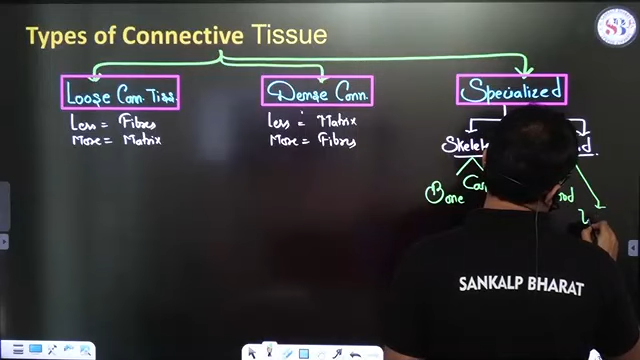 Types of Connective Tissue
Loose Conn. Tiss.
Dense Conn.
Specialized
Less = Fibres
More = Matrix
Less = Matrix
More = Fibres
Bone
SANKALP BHARAT